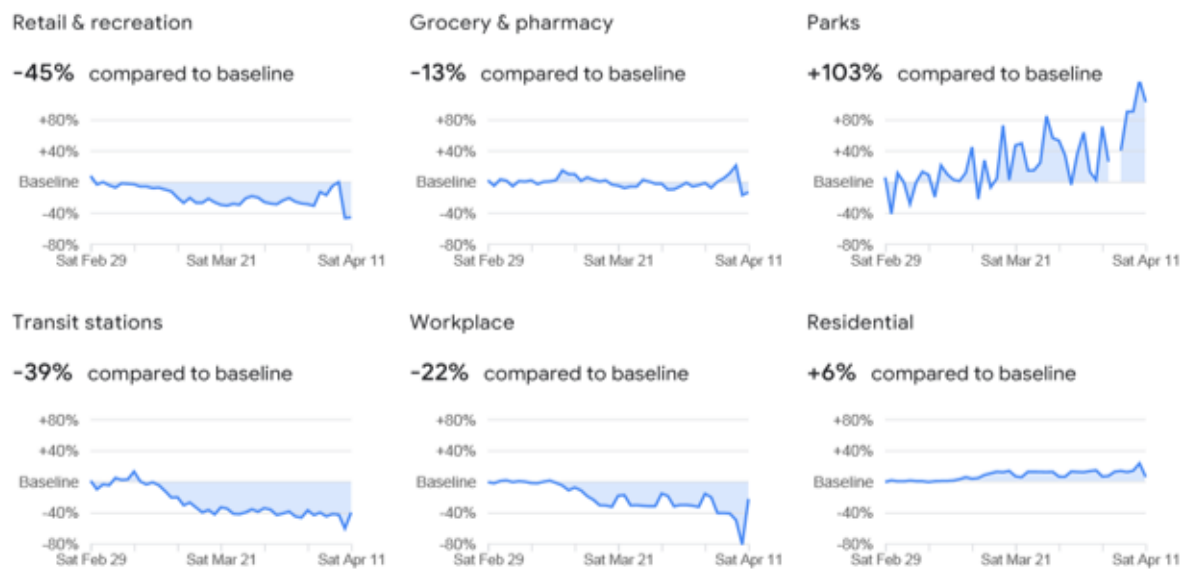 Retail & recreation
-45% compared to baseline
+80%
+40%
Baseline
-40%
-80%
Sat Feb 29 Sat Mar 21 Sat Apr 11
Grocery & pharmacy
-13% compared to baseline
+80%
+40%
Baseline
-40%
-80%
Sat Feb 29 Sat Mar 21 Sat Apr 11
Parks
+103% compared to baseline
+80%
+40%
Baseline
-40%
-80%
Sat Feb 29 Sat Mar 21 Sat Apr 11
Transit stations
-39% compared to baseline
+80%
+40%
Baseline
-40%
-80%
Sat Feb 29 Sat Mar 21 Sat Apr 11
Workplace
-22% compared to baseline
+80%
+40%
Baseline
-40%
-80%
Sat Feb 29 Sat Mar 21 Sat Apr 11
Residential
+6% compared to baseline
+80%
+40%
Baseline
-40%
-80%
Sat Feb 29 Sat Mar 21 Sat Apr 11